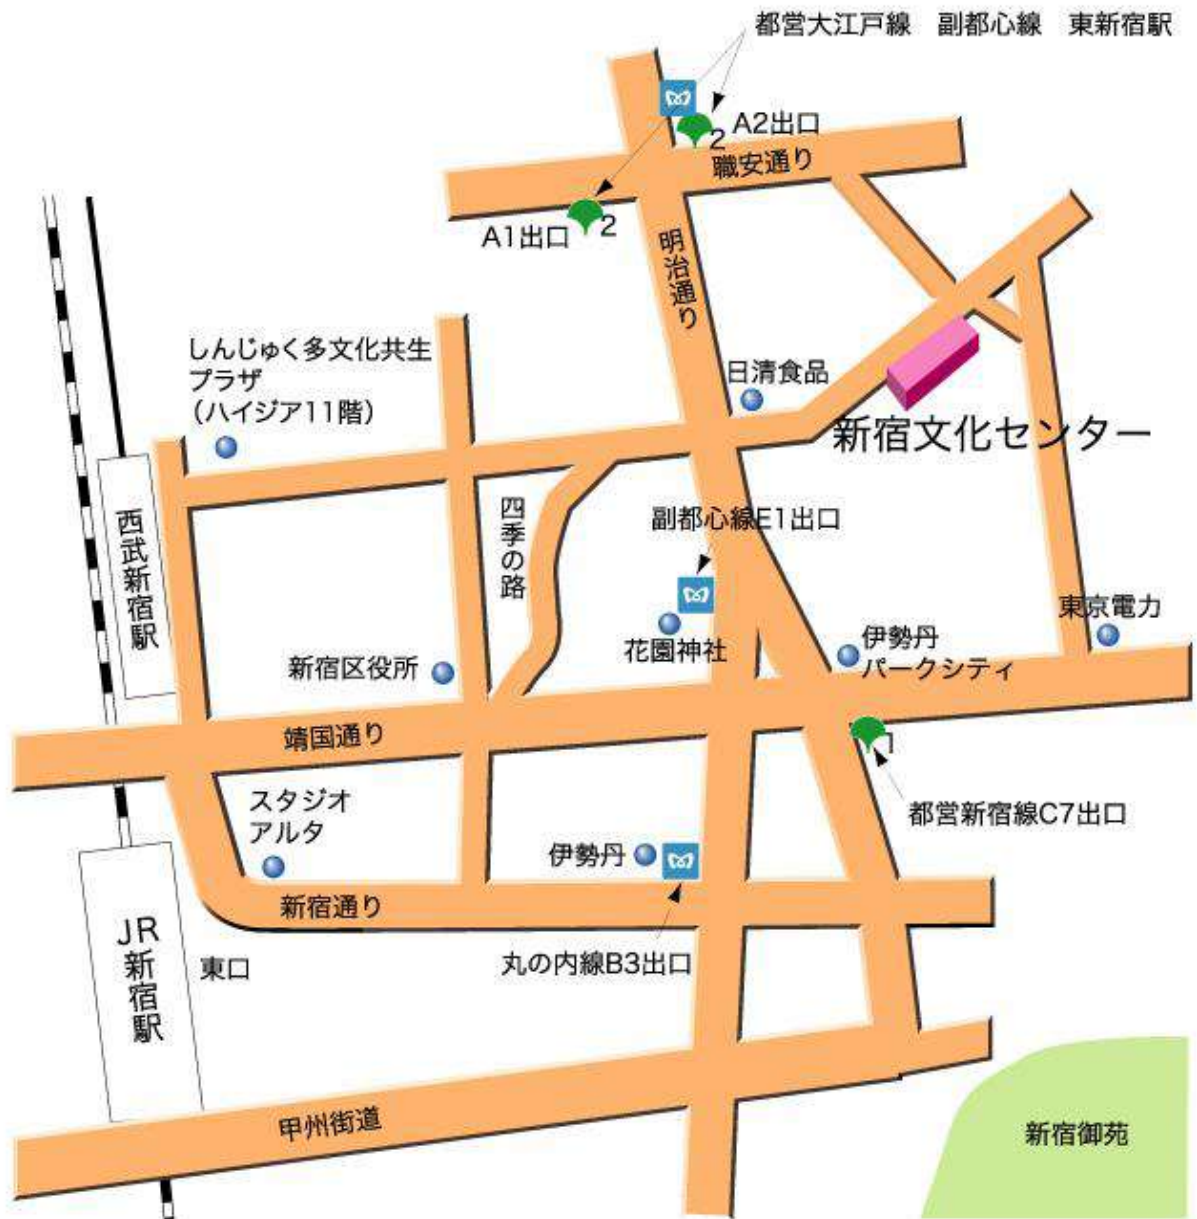 都営大江戸線　副都心線　東新宿駅
2
A2出口
職安通り
A1出口
2
明治通り
しんじゅく多文化共生
プラザ
（ハイジア11階）
日清食品
新宿文化センター
四季の路
副都心線E1出口
西武新宿駅
花園神社
伊勢丹
パークシティ
東京電力
新宿区役所
靖国通り
1
都営新宿線C7出口
スタジオ
アルタ
伊勢丹
新宿通り
JR新宿駅
東口
丸の内線B3出口
甲州街道
新宿御苑